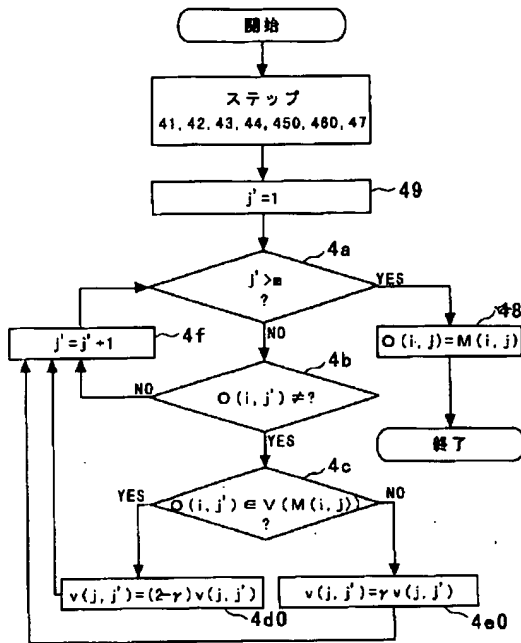 開始
ステップ
41, 42, 43, 44, 450, 460, 47
j'=1
49
4a
j'>m
?
YES
NO
j'=j'+1
4f
48
O(i, j)=M(i, j)
終了
4b
O(i, j')≠?
NO
YES
4c
O(i, j')∈V(M(i, j))
?
YES
NO
v(j, j')=(2-γ)v(j, j')
4d0
v(j, j')=γv(j, j')
4e0